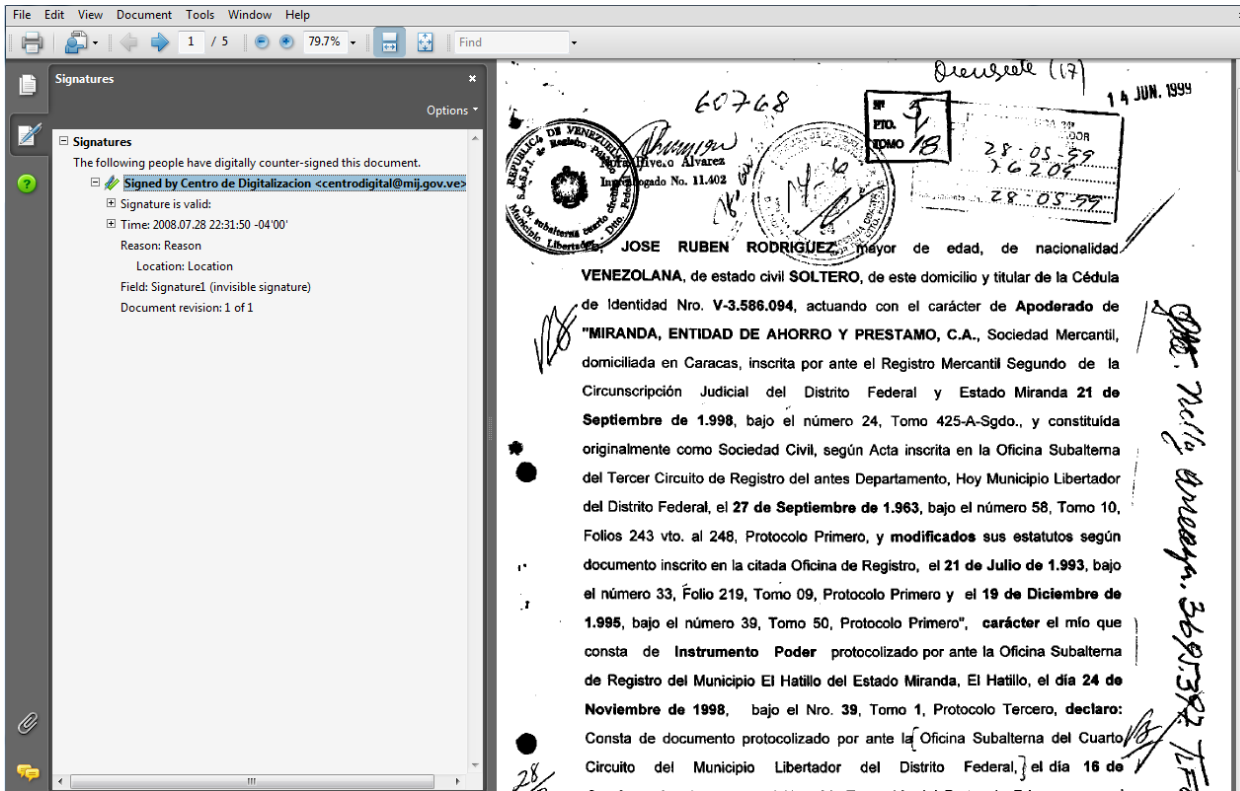 File Edit View Document Tools Window Help
1 / 5 79.7% Find
Signatures
Options
Signatures
The following people have digitally counter-signed this document.
Signed by Centro de Digitalizacion <centrodigital@mij.gov.ve>
Signature is valid:
Time: 2008.07.28 22:31:50 -04'00'
Reason: Reason
Location: Location
Field: Signature1 (invisible signature)
Document revision: 1 of 1
(17)
14 JUN. 1999
60768
Nº 5
PTO. 1
TOMO 18
28-05-99
28-05-99
REPUBLICA DE VENEZUELA
Alvarez
Inpreabogado No. 11.402
14-6
JOSE RUBEN RODRIGUEZ, mayor de edad, de nacionalidad
VENEZOLANA, de estado civil SOLTERO, de este domicilio y titular de la Cédula
de Identidad Nro. V-3.586.094, actuando con el carácter de Apoderado de
"MIRANDA, ENTIDAD DE AHORRO Y PRESTAMO, C.A., Sociedad Mercantil,
domiciliada en Caracas, inscrita por ante el Registro Mercantil Segundo de la
Circunscripción Judicial del Distrito Federal y Estado Miranda 21 de
Septiembre de 1.998, bajo el número 24, Tomo 425-A-Sgdo., y constituída
originalmente como Sociedad Civil, según Acta inscrita en la Oficina Subalterna
del Tercer Circuito de Registro del antes Departamento, Hoy Municipio Libertador
del Distrito Federal, el 27 de Septiembre de 1.963, bajo el número 58, Tomo 10,
Folios 243 vto. al 248, Protocolo Primero, y modificados sus estatutos según
documento inscrito en la citada Oficina de Registro, el 21 de Julio de 1.993, bajo
el número 33, Folio 219, Tomo 09, Protocolo Primero y el 19 de Diciembre de
1.995, bajo el número 39, Tomo 50, Protocolo Primero", carácter el mío que
consta de Instrumento Poder protocolizado por ante la Oficina Subalterna
de Registro del Municipio El Hatillo del Estado Miranda, El Hatillo, el día 24 de
Noviembre de 1998, bajo el Nro. 39, Tomo 1, Protocolo Tercero, declaro:
Consta de documento protocolizado por ante la Oficina Subalterna del Cuarto
Circuito del Municipio Libertador del Distrito Federal, el día 16 de
28